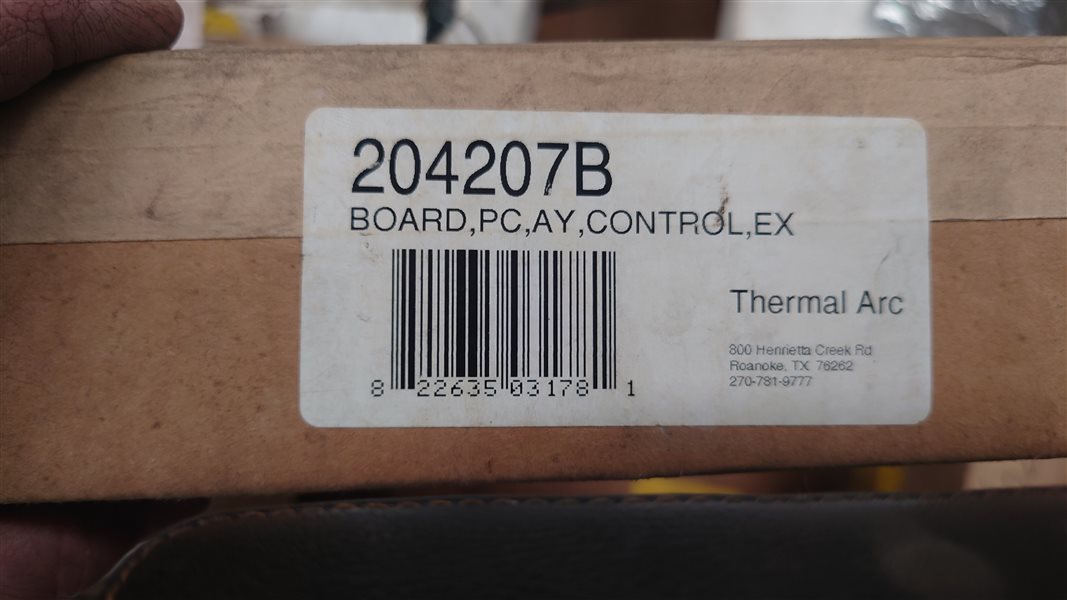 204207B
BOARD,PC,AY,CONTROL,EX
Thermal Arc
800 Henrietta Creek Rd
Roanoke, TX 76262
270-781-9777
8 22635 03178 1